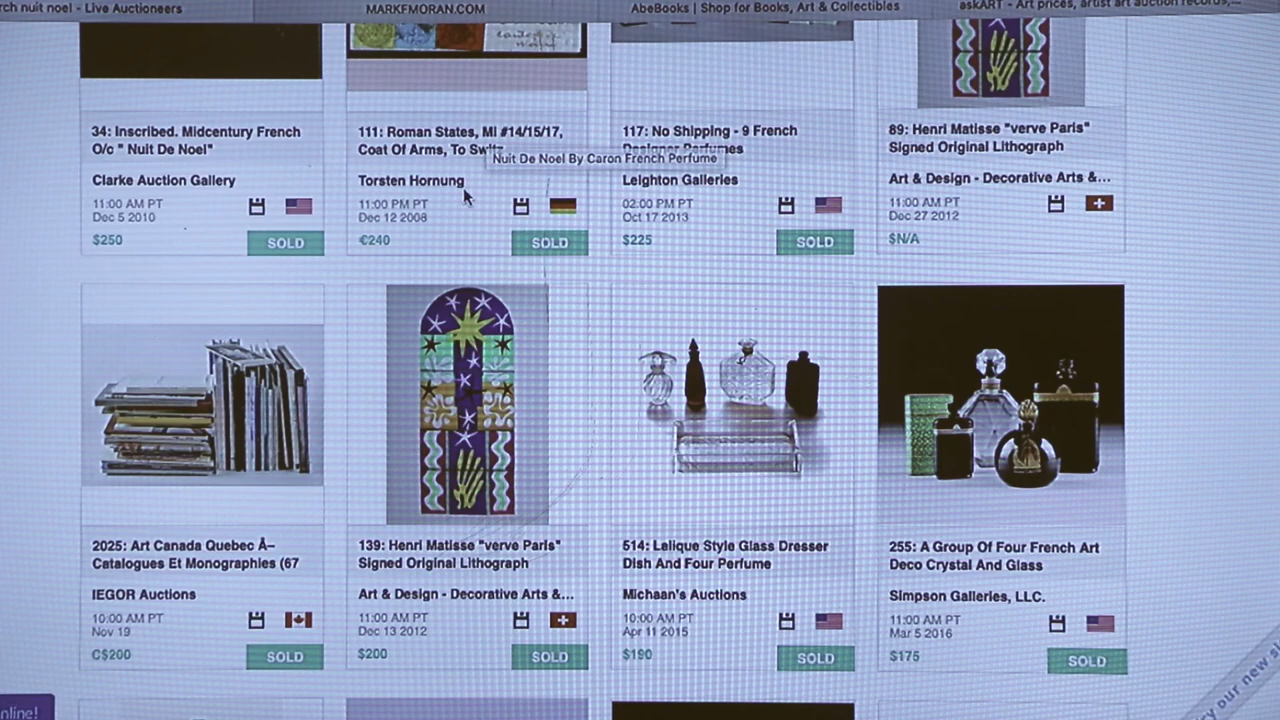 rch nuit noel - Live Auctioneers
MARKFMORAN.COM
AbeBooks | Shop for Books, Art & Collectibles
askART - Art prices, artist art auction records,...
34: Inscribed. Midcentury French
O/c " Nuit De Noel"
Clarke Auction Gallery
11:00 AM PT
Dec 5 2010
$250
SOLD
111: Roman States, MI #14/15/17,
Coat Of Arms, To Switz
Nuit De Noel By Caron French Perfume
Torsten Hornung
11:00 PM PT
Dec 12 2008
€240
SOLD
117: No Shipping - 9 French
Designer Perfumes
Leighton Galleries
02:00 PM PT
Oct 17 2013
$225
SOLD
89: Henri Matisse "verve Paris"
Signed Original Lithograph
Art & Design - Decorative Arts &...
11:00 AM PT
Dec 27 2012
$N/A
2025: Art Canada Quebec Å–
Catalogues Et Monographies (67
IEGOR Auctions
10:00 AM PT
Nov 19
C$200
SOLD
139: Henri Matisse "verve Paris"
Signed Original Lithograph
Art & Design - Decorative Arts &...
11:00 AM PT
Dec 13 2012
$200
SOLD
514: Lalique Style Glass Dresser
Dish And Four Perfume
Michaan's Auctions
10:00 AM PT
Apr 11 2015
$190
SOLD
255: A Group Of Four French Art
Deco Crystal And Glass
Simpson Galleries, LLC.
11:00 AM PT
Mar 5 2016
$175
SOLD
nline!
y our new si